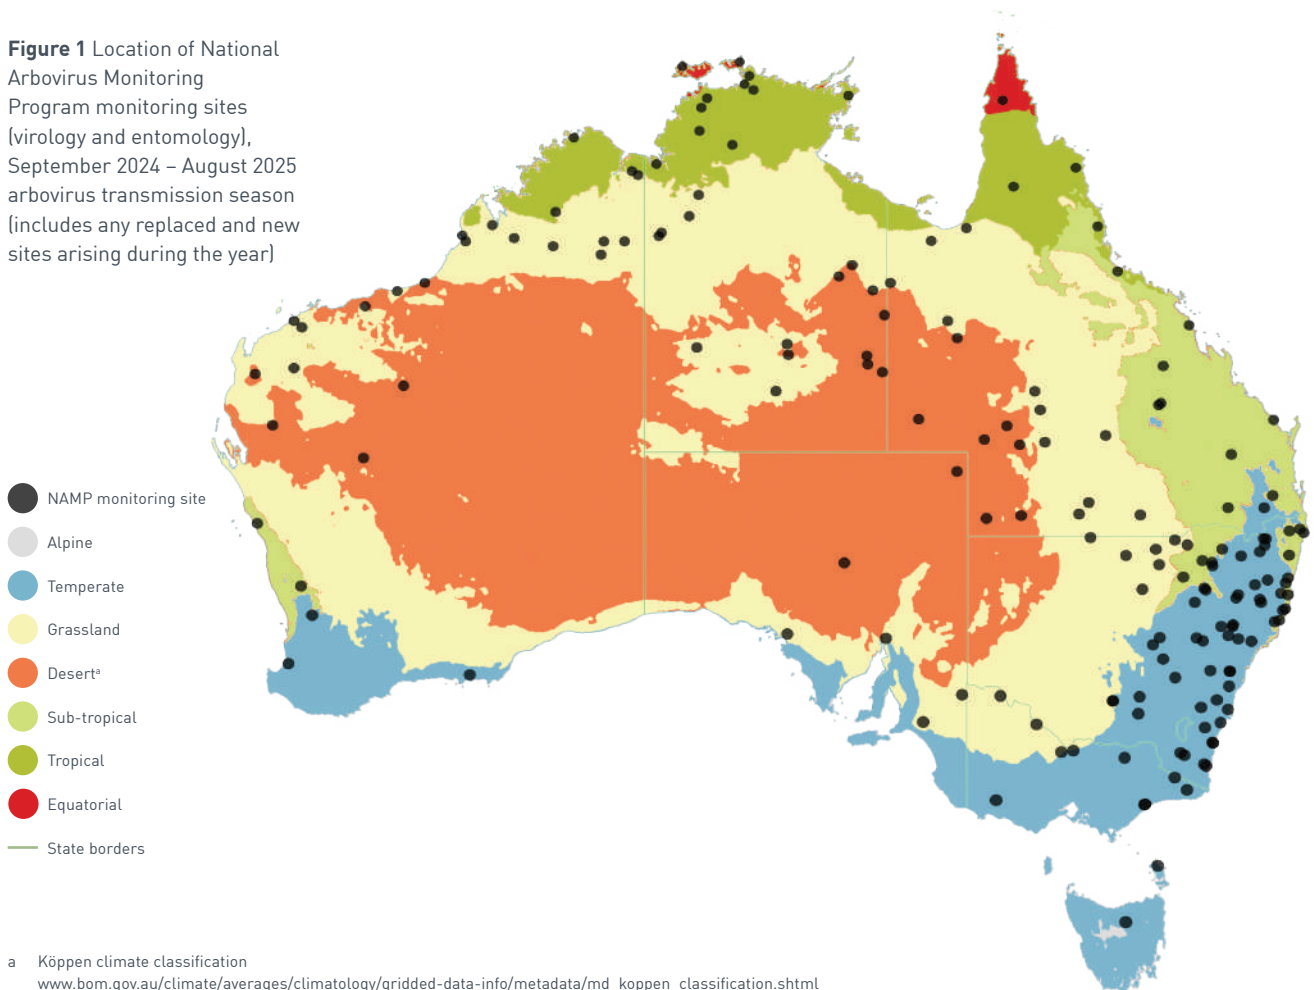 Figure 1 Location of National
Arbovirus Monitoring
Program monitoring sites
(virology and entomology),
September 2024 – August 2025
arbovirus transmission season
(includes any replaced and new
sites arising during the year)
NAMP monitoring site
Alpine
Temperate
Grassland
Desertᵃ
Sub-tropical
Tropical
Equatorial
State borders
a Köppen climate classification
www.bom.gov.au/climate/averages/climatology/gridded-data-info/metadata/md_koppen_classification.shtml